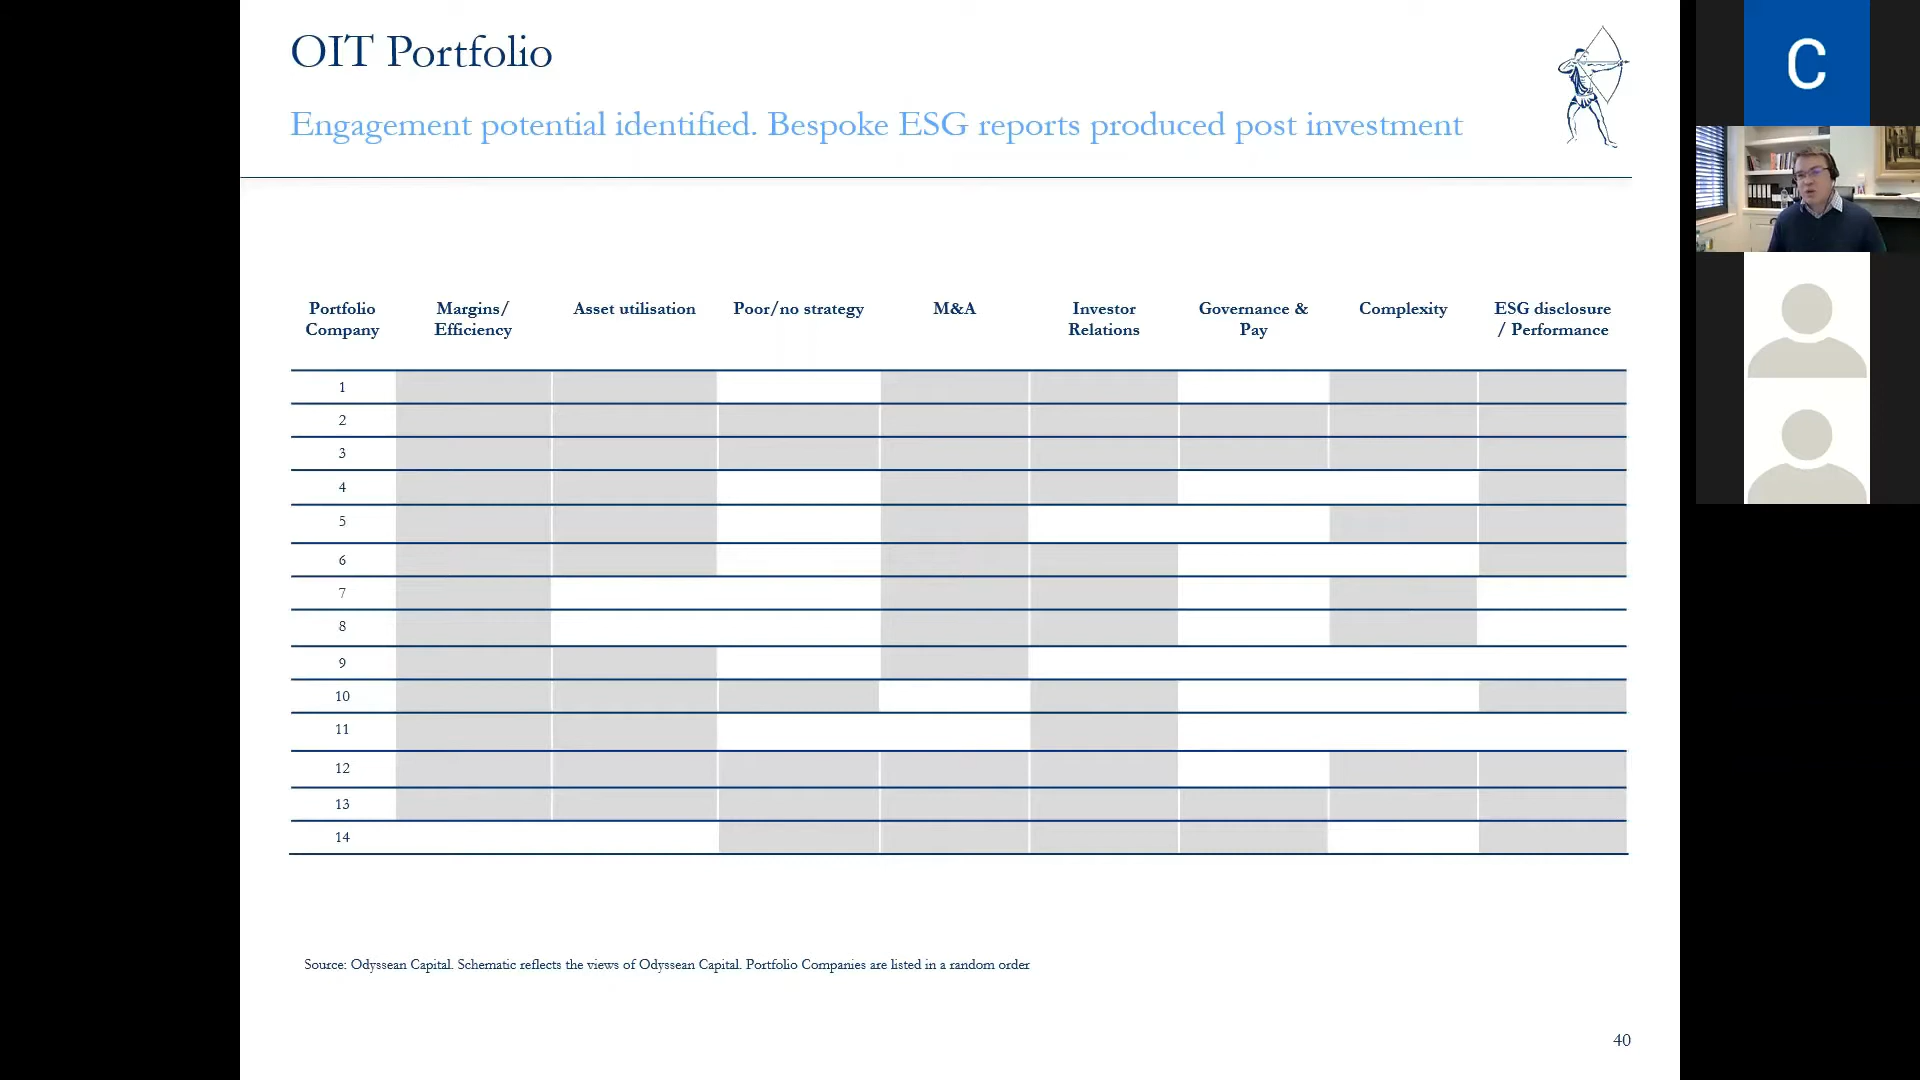 OIT Portfolio
Engagement potential identified. Bespoke ESG reports produced post investment
Portfolio Company
Margins/ Efficiency
Asset utilisation
Poor/no strategy
M&A
Investor Relations
Governance & Pay
Complexity
ESG disclosure / Performance
1
2
3
4
5
6
7
8
9
10
11
12
13
14
Source: Odyssean Capital. Schematic reflects the views of Odyssean Capital. Portfolio Companies are listed in a random order
40
C